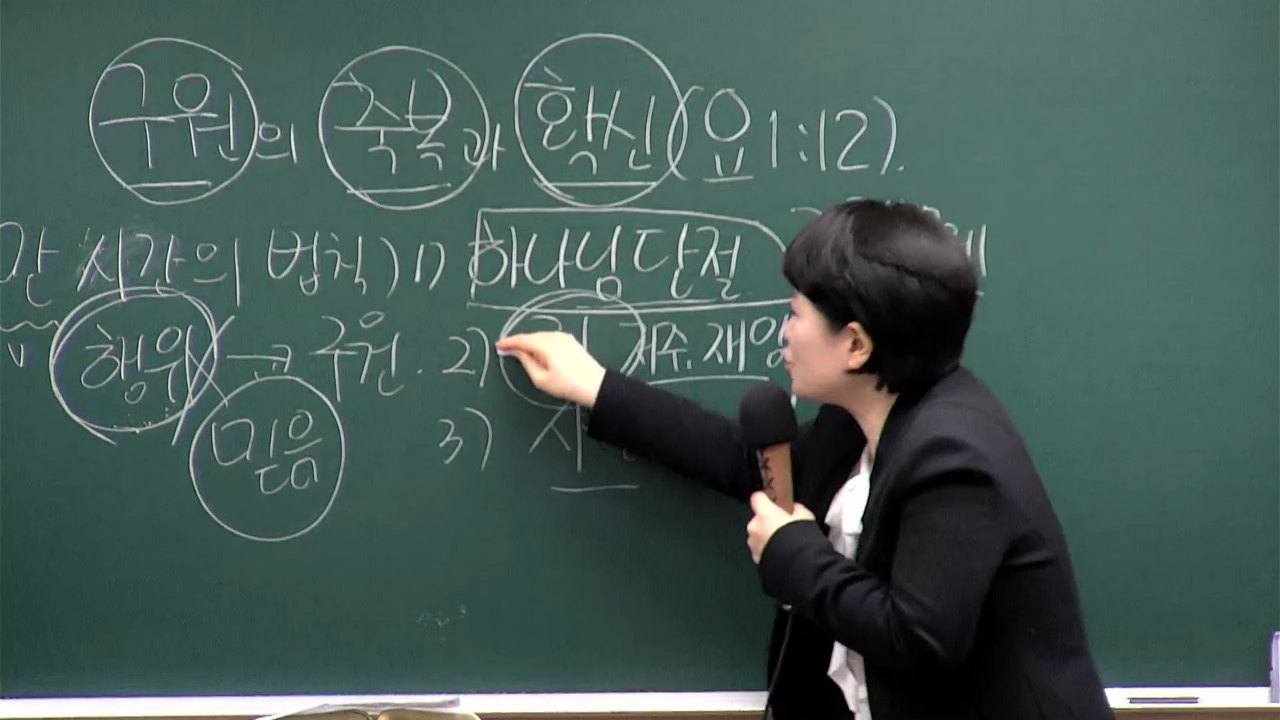 구원의 축복과 확신 (요 1:12).
시간의 법칙) 1) 하나님 단절
행위 → 구원. 2) 저주. 재앙
믿음 3)